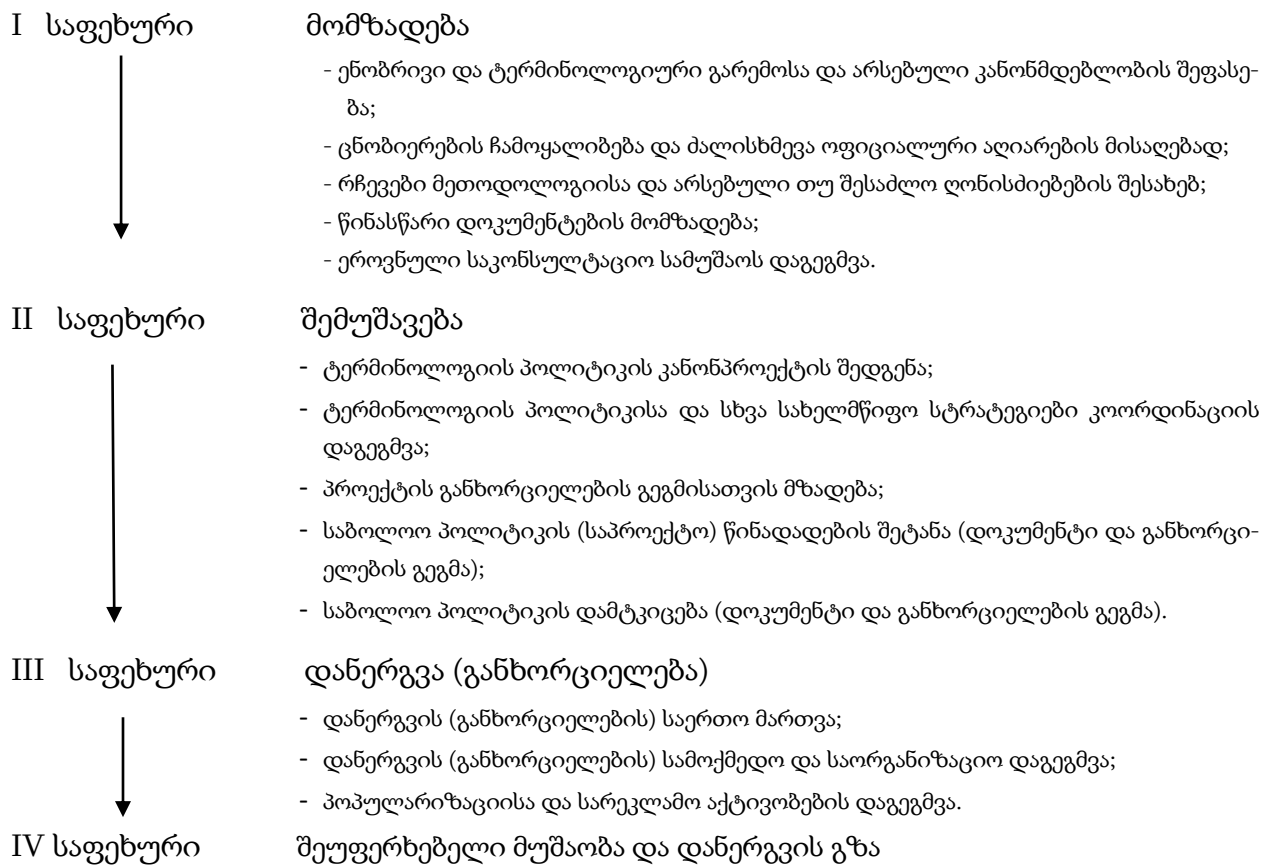 I საფეხური მომზადება
- ენობრივი და ტერმინოლოგიური გარემოსა და არსებული კანონმდებლობის შეფასე-
ბა;
- ცნობიერების ჩამოყალიბება და ძალისხმევა ოფიციალური აღიარების მისაღებად;
- რჩევები მეთოდოლოგიისა და არსებული თუ შესაძლო ღონისძიებების შესახებ;
- წინასწარი დოკუმენტების მომზადება;
- ეროვნული საკონსულტაციო სამუშაოს დაგეგმვა.
II საფეხური შემუშავება
- ტერმინოლოგიის პოლიტიკის კანონპროექტის შედგენა;
- ტერმინოლოგიის პოლიტიკისა და სხვა სახელმწიფო სტრატეგიები კოორდინაციის
დაგეგმვა;
- პროექტის განხორციელების გეგმისათვის მზადება;
- საბოლოო პოლიტიკის (საპროექტო) წინადადების შეტანა (დოკუმენტი და განხორცი-
ელების გეგმა);
- საბოლოო პოლიტიკის დამტკიცება (დოკუმენტი და განხორციელების გეგმა).
III საფეხური დანერგვა (განხორციელება)
- დანერგვის (განხორციელების) საერთო მართვა;
- დანერგვის (განხორციელების) სამოქმედო და საორგანიზაციო დაგეგმვა;
- პოპულარიზაციისა და სარეკლამო აქტივობების დაგეგმვა.
IV საფეხური შეუფერხებელი მუშაობა და დანერგვის გზა